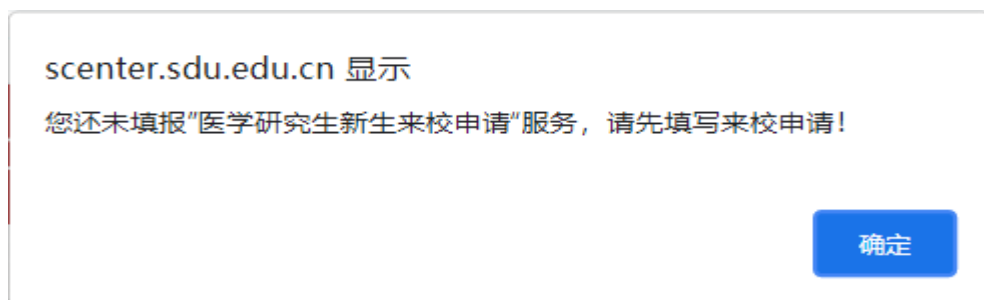 scenter.sdu.edu.cn 显示
您还未填报"医学研究生新生来校申请"服务，请先填写来校申请！
确定